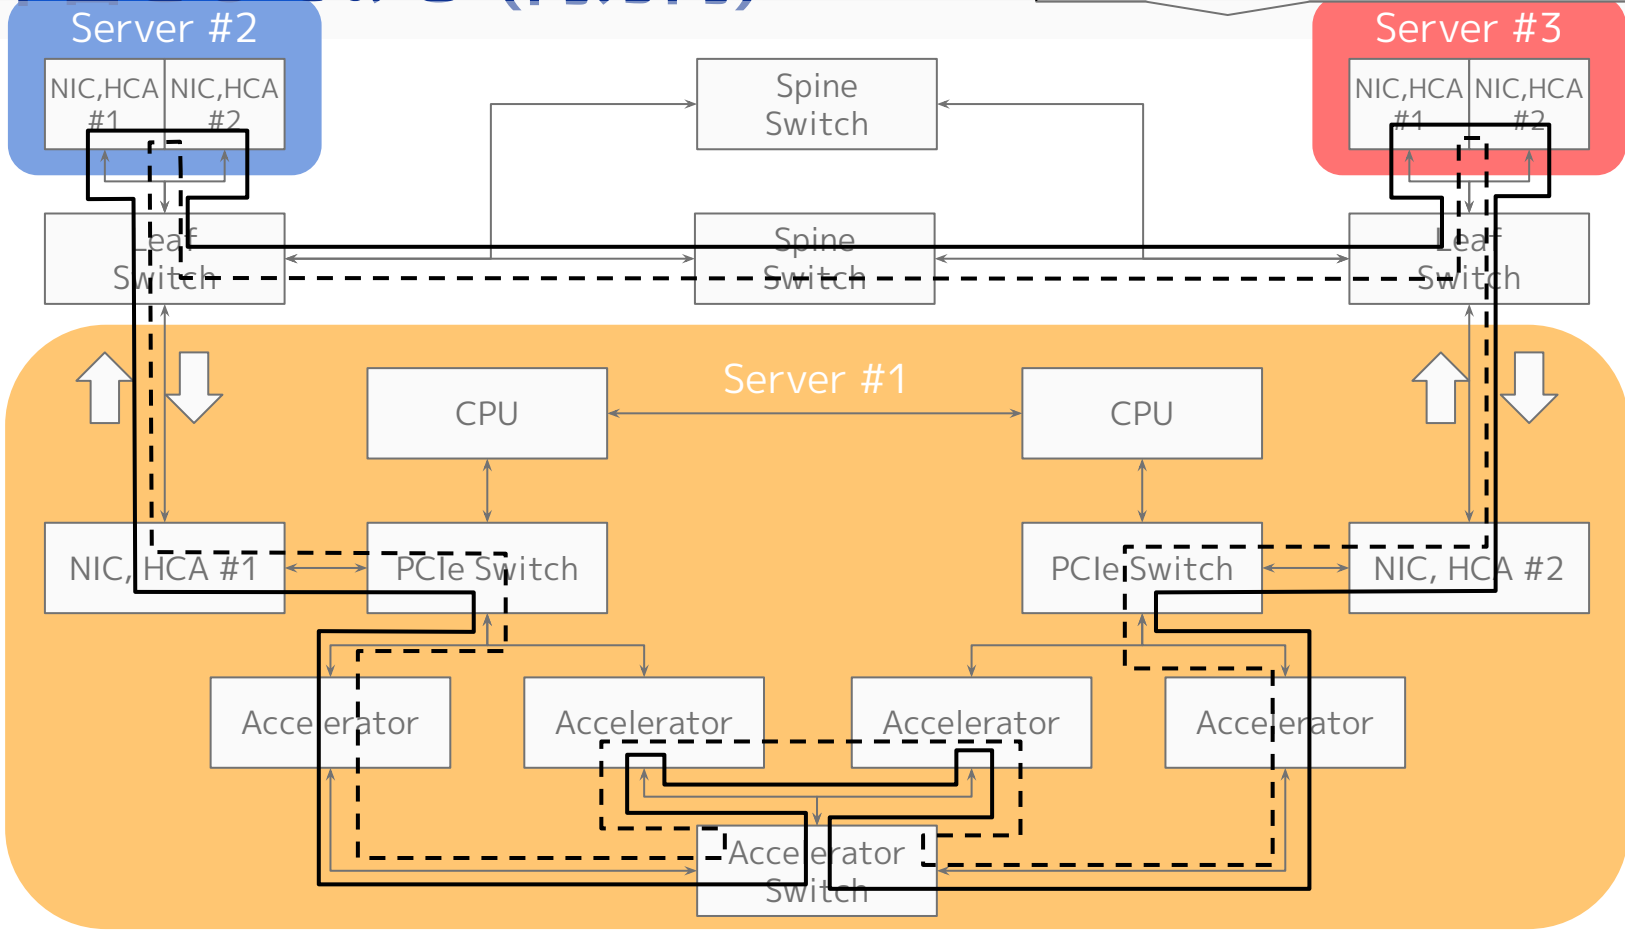 Server #2
Server #3
NIC,HCA
#1
NIC,HCA
#2
Spine
Switch
NIC,HCA
#1
NIC,HCA
#2
Leaf
Switch
Spine
Switch
Leaf
Switch
Server #1
CPU
CPU
NIC, HCA #1
PCIe Switch
PCIe Switch
NIC, HCA #2
Accelerator
Accelerator
Accelerator
Accelerator
Accelerator
Switch